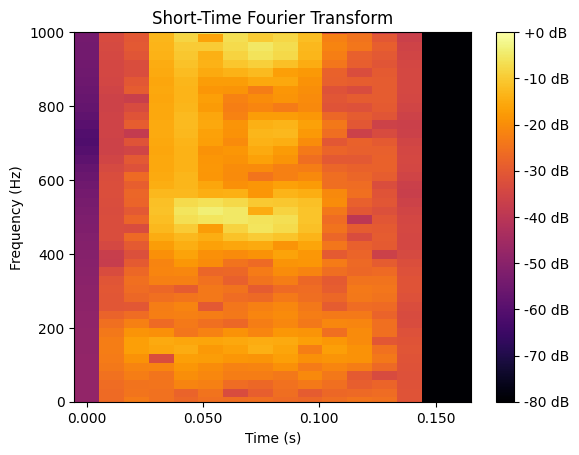 Short-Time Fourier Transform
1000
800
600
400
200
0
Frequency (Hz)
0.000
0.050
0.100
0.150
Time (s)
+0 dB
-10 dB
-20 dB
-30 dB
-40 dB
-50 dB
-60 dB
-70 dB
-80 dB